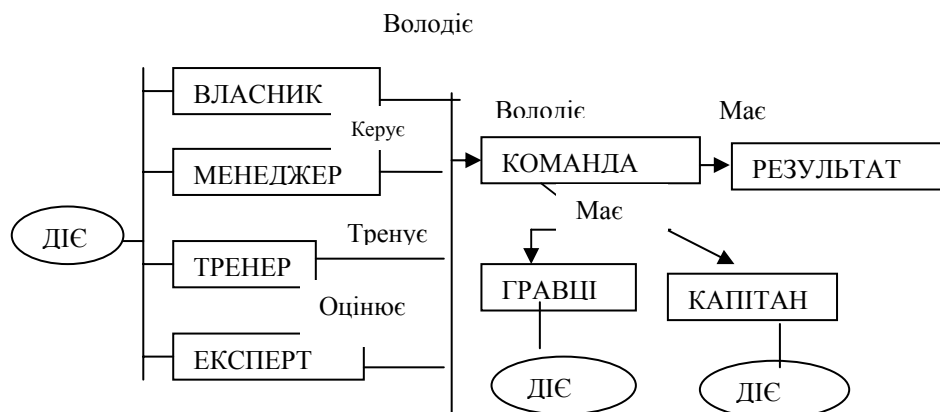 Володіє
ВЛАСНИК
Володіє
Має
Керує
КОМАНДА
РЕЗУЛЬТАТ
МЕНЕДЖЕР
Має
ДІЄ
Тренує
ТРЕНЕР
ГРАВЦІ
КАПІТАН
Оцінює
ЕКСПЕРТ
ДІЄ
ДІЄ